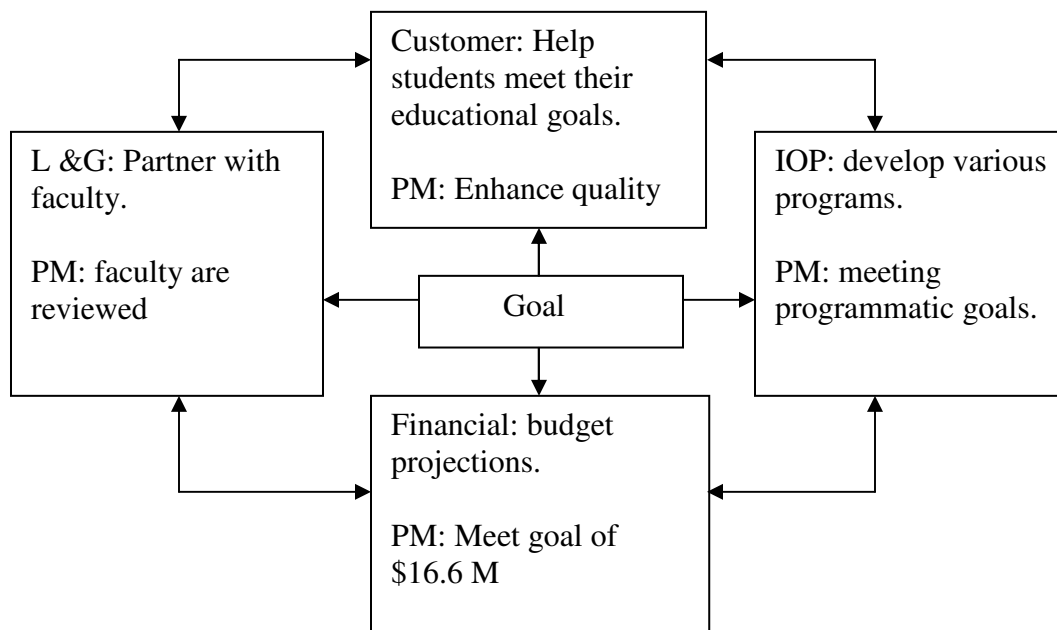 Customer: Help
students meet their
educational goals.
PM: Enhance quality
L &G: Partner with
faculty.
PM: faculty are
reviewed
IOP: develop various
programs.
PM: meeting
programmatic goals.
Goal
Financial: budget
projections.
PM: Meet goal of
$16.6 M